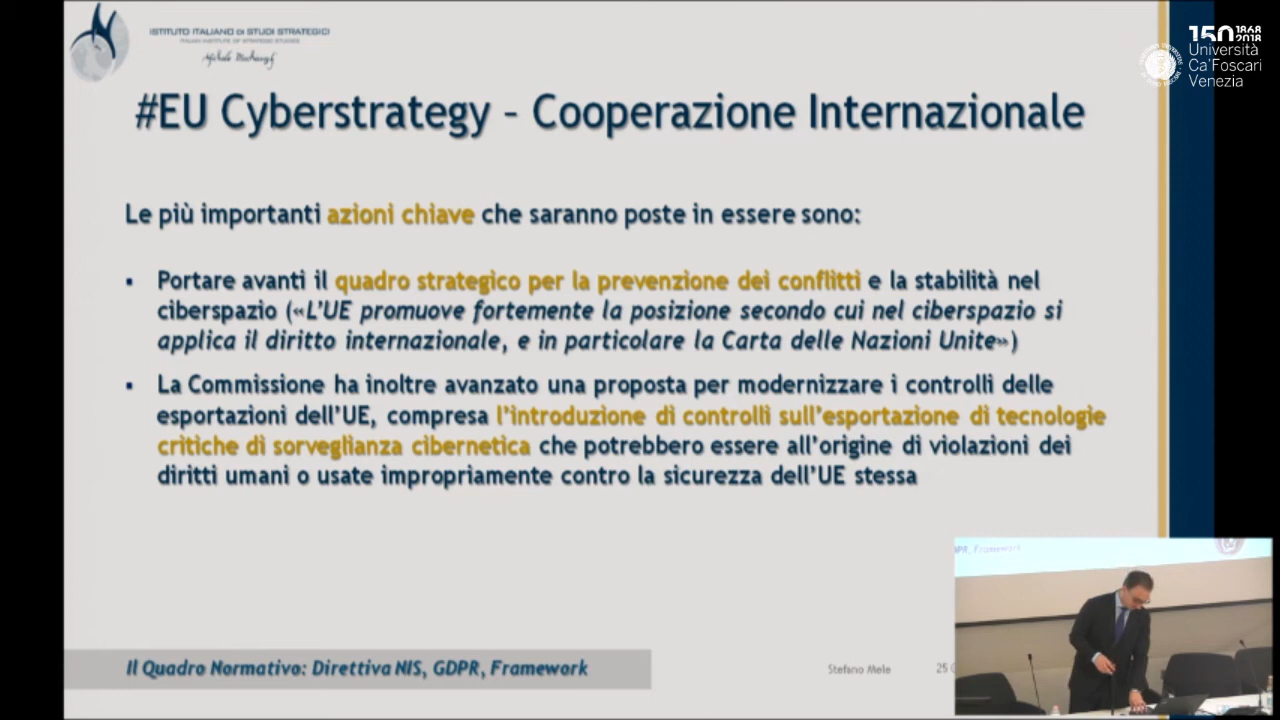 ISTITUTO ITALIANO DI STUDI STRATEGICI
ITALIAN INSTITUTE OF STRATEGIC STUDIES
150 1868 2018
Università
Ca'Foscari
Venezia
#EU Cyberstrategy – Cooperazione Internazionale
Le più importanti azioni chiave che saranno poste in essere sono:
▪ Portare avanti il quadro strategico per la prevenzione dei conflitti e la stabilità nel
ciberspazio («L'UE promuove fortemente la posizione secondo cui nel ciberspazio si
applica il diritto internazionale, e in particolare la Carta delle Nazioni Unite»)
▪ La Commissione ha inoltre avanzato una proposta per modernizzare i controlli delle
esportazioni dell'UE, compresa l'introduzione di controlli sull'esportazione di tecnologie
critiche di sorveglianza cibernetica che potrebbero essere all'origine di violazioni dei
diritti umani o usate impropriamente contro la sicurezza dell'UE stessa
Il Quadro Normativo: Direttiva NIS, GDPR, Framework
Stefano Mele
25
Framework